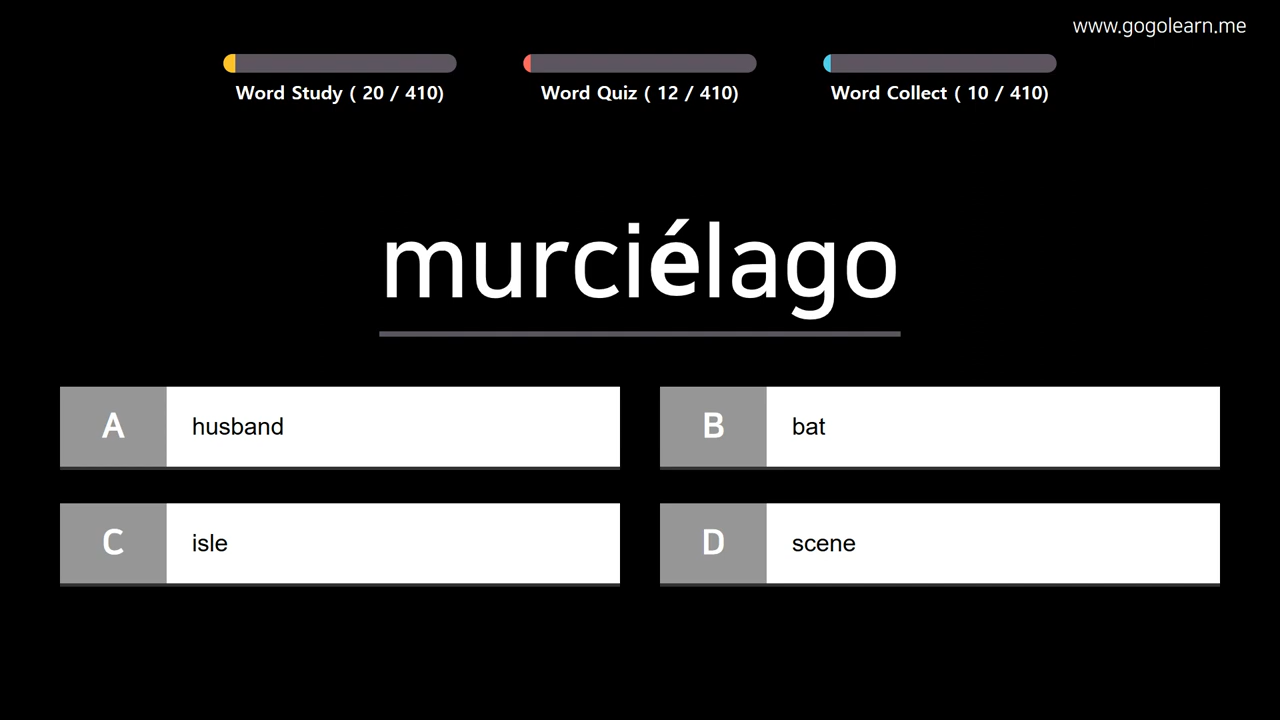 www.gogolearn.me
Word Study ( 20 / 410)
Word Quiz ( 12 / 410)
Word Collect ( 10 / 410)
murciélago
A husband
B bat
C isle
D scene